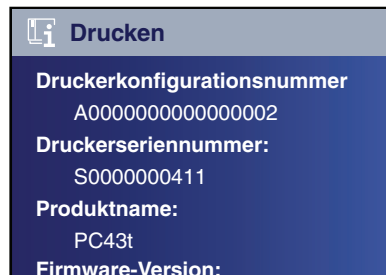 Drucken
Druckerkonfigurationsnummer
A0000000000000002
Druckerseriennummer:
S0000000411
Produktname:
PC43t
Firmware-Version: